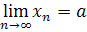 lim x_n = a
n→∞